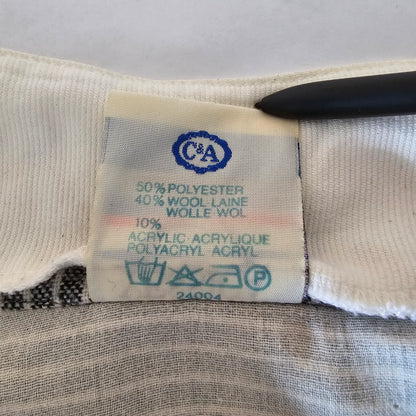 C&A
50% POLYESTER
40% WOOL·LAINE
WOLLE·WOL
10%
ACRYLIC·ACRYLIQUE
POLYACRYL·ACRYL
P
24004